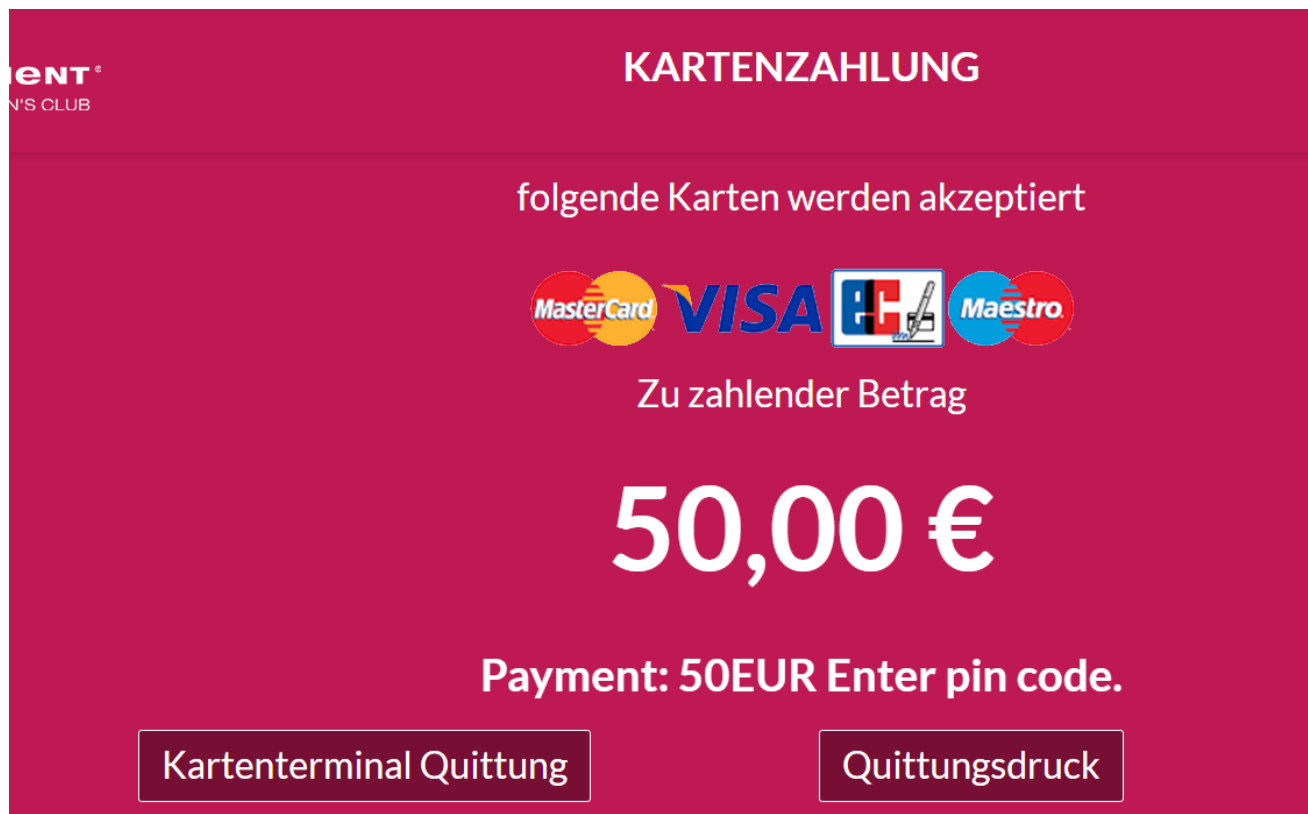 KARTENZAHLUNG
folgende Karten werden akzeptiert
MasterCard VISA ec Maestro
Zu zahlender Betrag
50,00 €
Payment: 50EUR Enter pin code.
Kartenterminal Quittung Quittungsdruck